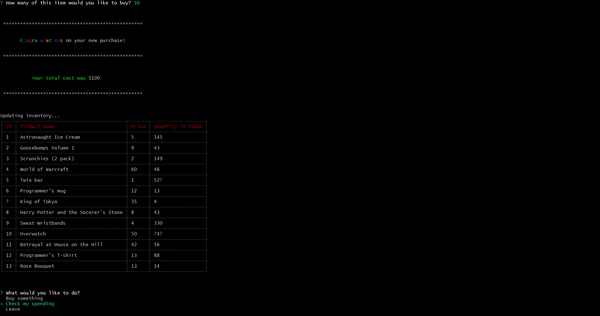 ? How many of this item would you like to buy? 50
**************************************************
on your new purchase!
**************************************************
Your total cost was $100
**************************************************
Updating inventory...
ID Product Name Price Quantity in Stock
1 Astronaught Ice Cream 5 145
2 Goosebumps Volume 1 9 43
3 Scrunchies (2 pack) 2 149
4 World of Warcraft 60 48
5 Twix bar 1 527
6 Programmer's mug 12 13
7 King of Tokyo 35 4
8 Harry Potter and the Socerer's Stone 8 43
9 Sweat Wristbands 4 330
10 Overwatch 50 747
11 Betrayal at House on the Hill 42 56
12 Programmer's T-shirt 13 88
13 Rose Bouquet 13 14
? What would you like to do?
Buy something
> Check my spending
Leave